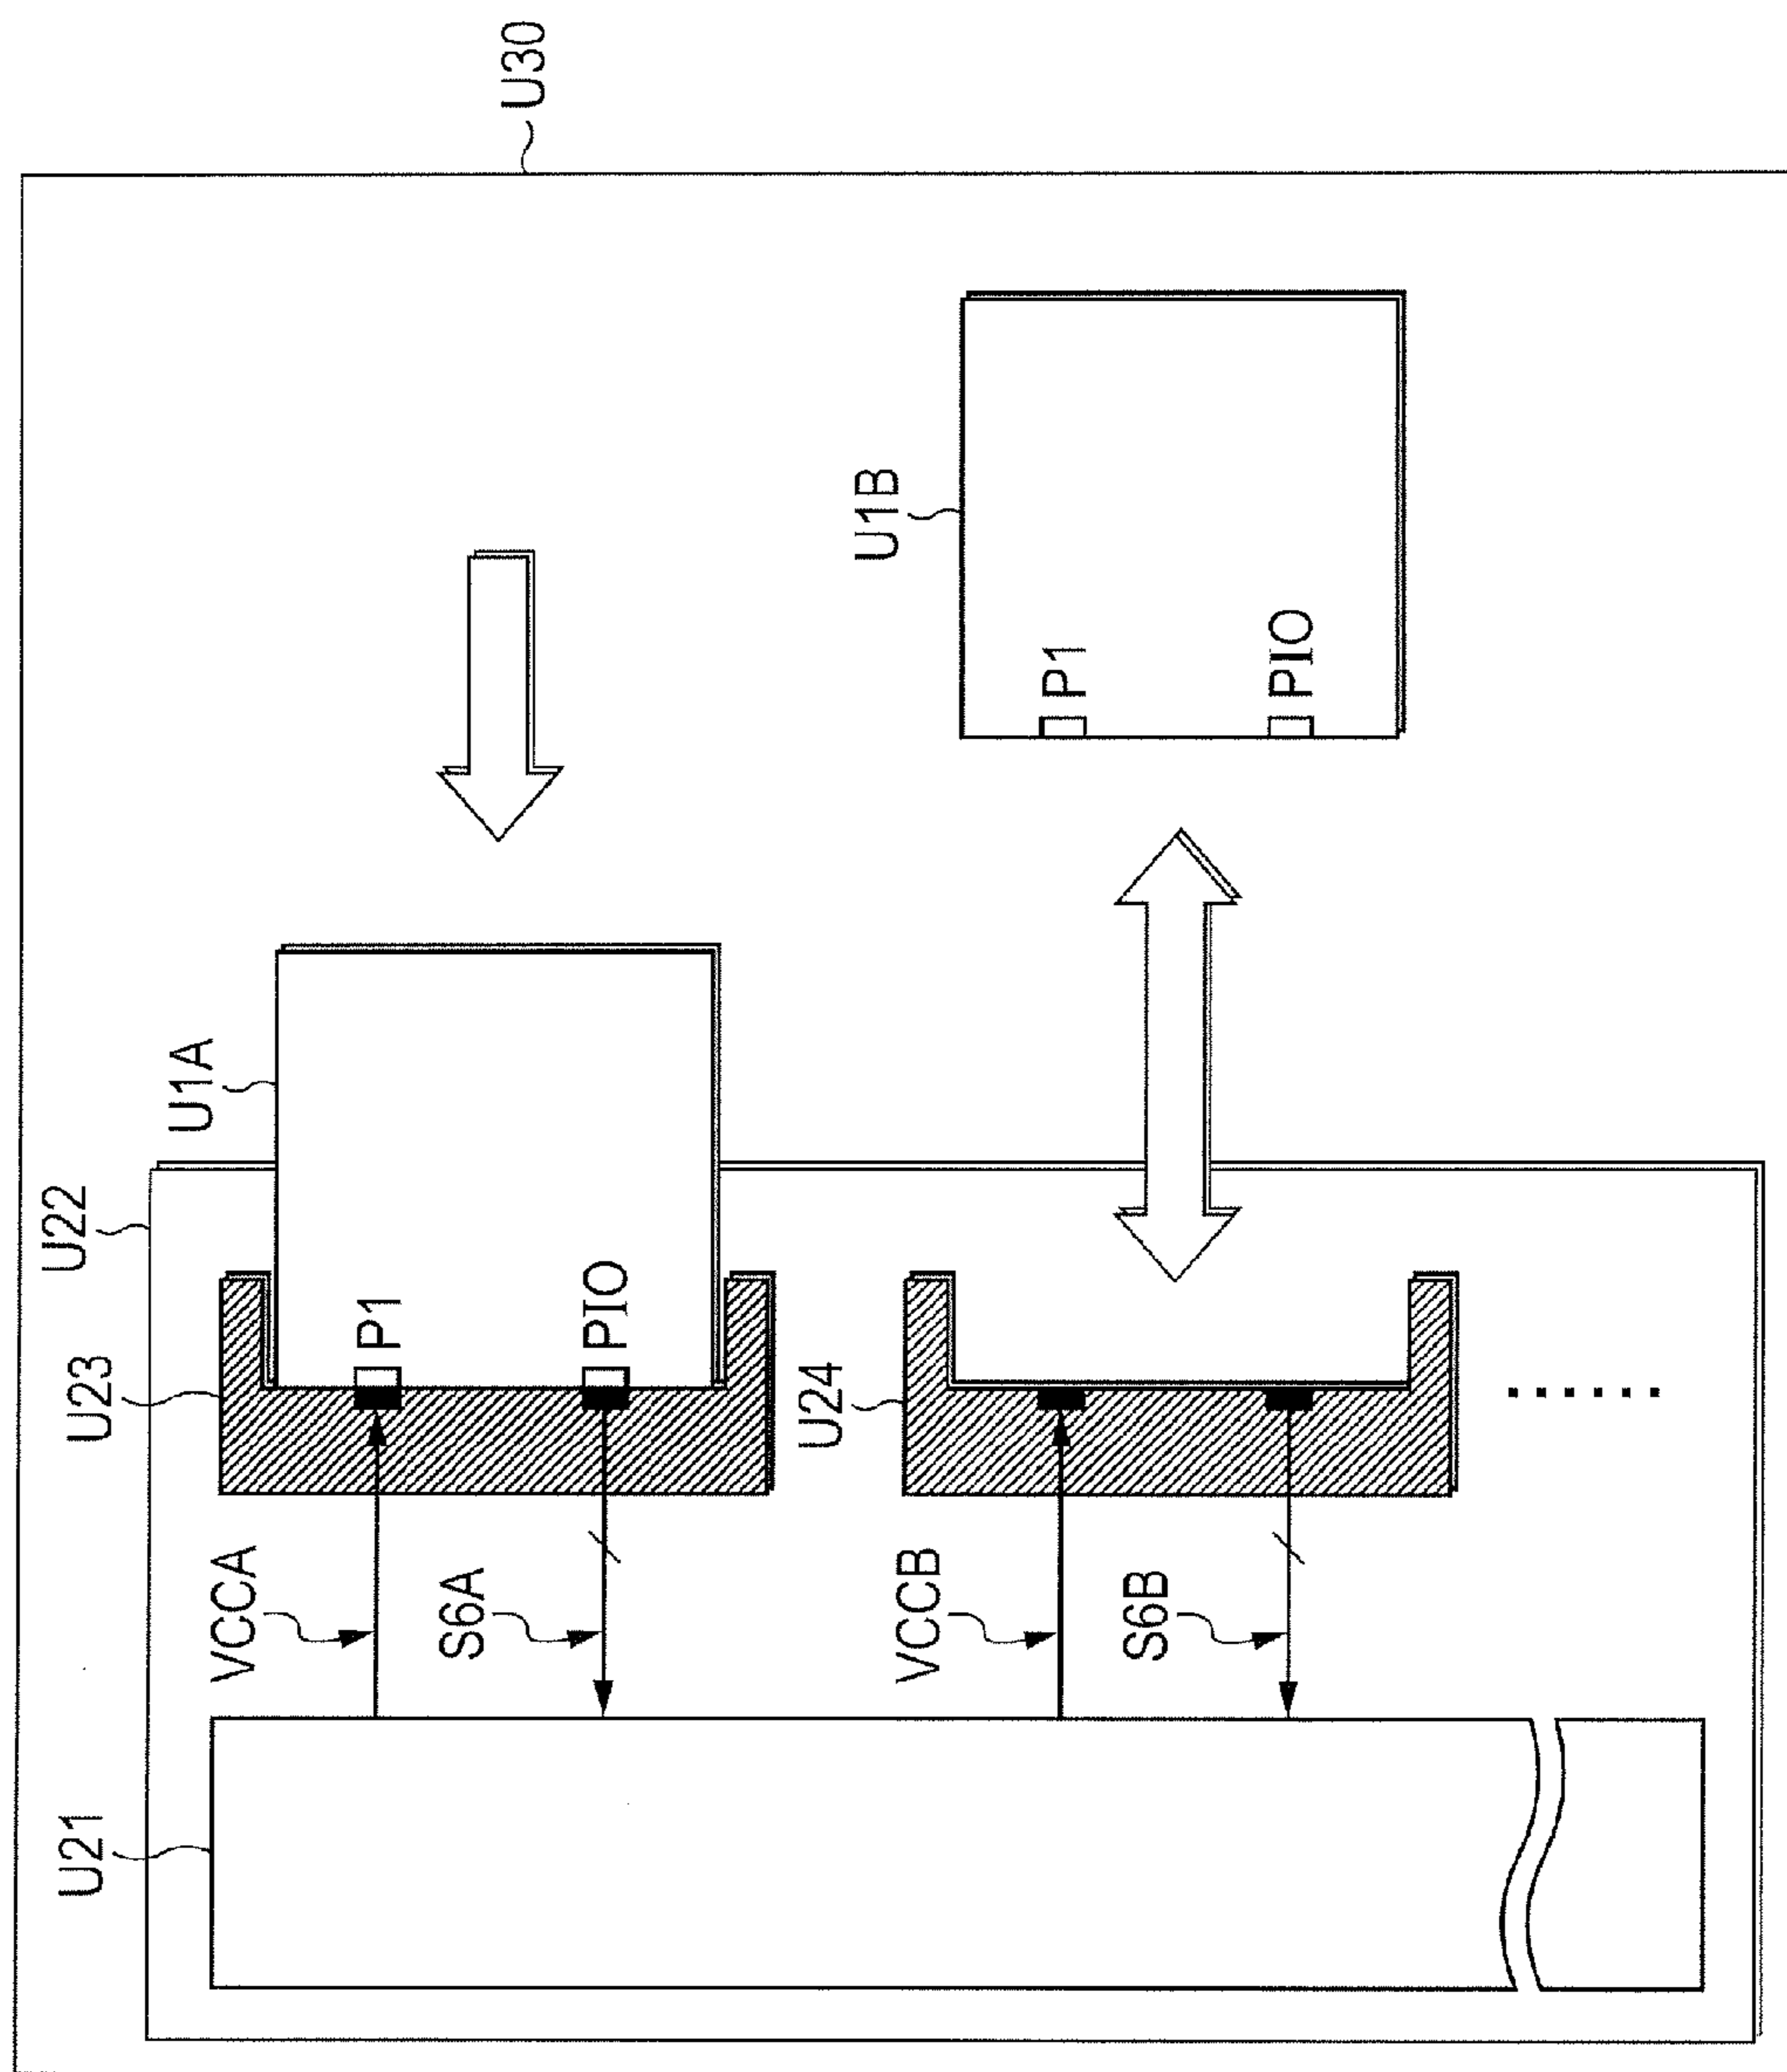 U30
U22
U1A
U1B
U23
P1
PIO
P1
PIO
U24
VCCA
S6A
VCCB
S6B
U21